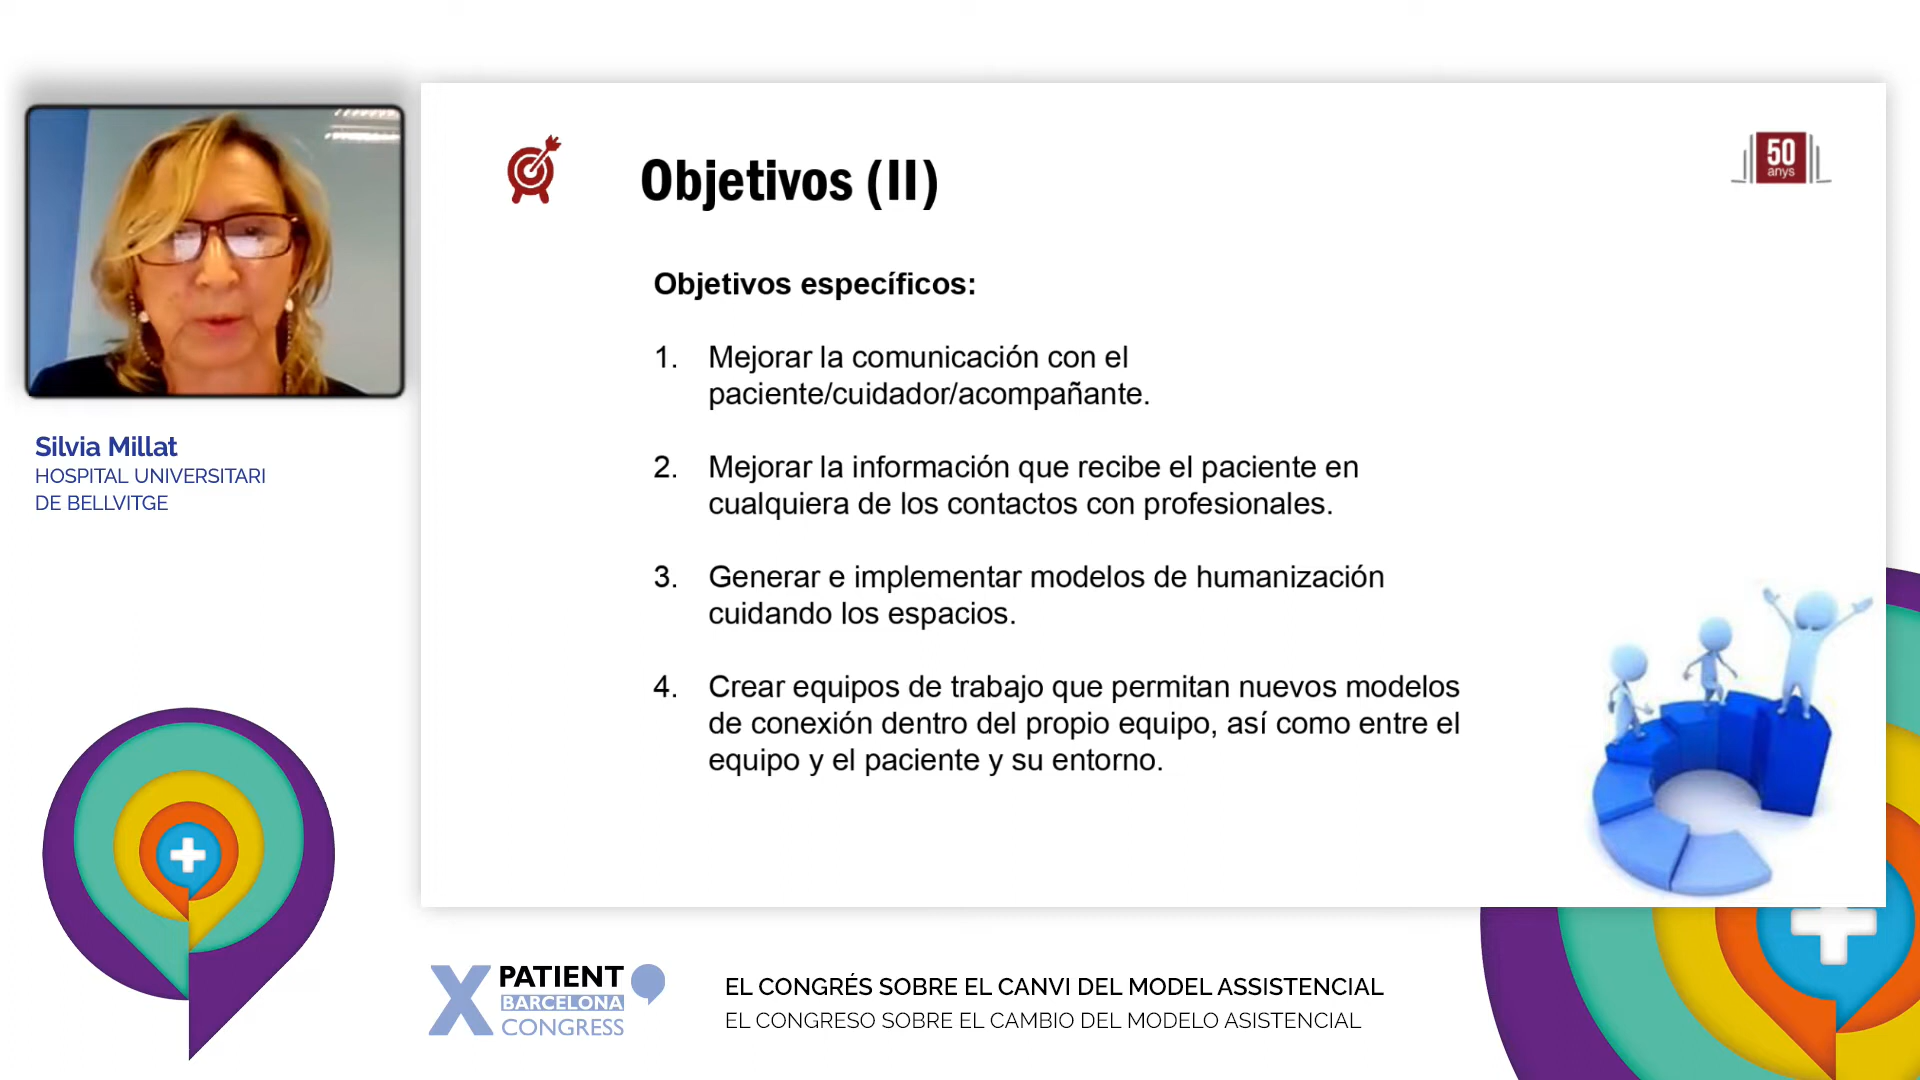 Silvia Millat
HOSPITAL UNIVERSITARI
DE BELLVITGE
Objetivos (II)
50
anys
Objetivos específicos:
1. Mejorar la comunicación con el
paciente/cuidador/acompañante.
2. Mejorar la información que recibe el paciente en
cualquiera de los contactos con profesionales.
3. Generar e implementar modelos de humanización
cuidando los espacios.
4. Crear equipos de trabajo que permitan nuevos modelos
de conexión dentro del propio equipo, así como entre el
equipo y el paciente y su entorno.
X PATIENT
BARCELONA
CONGRESS
EL CONGRÉS SOBRE EL CANVI DEL MODEL ASSISTENCIAL
EL CONGRESO SOBRE EL CAMBIO DEL MODELO ASISTENCIAL